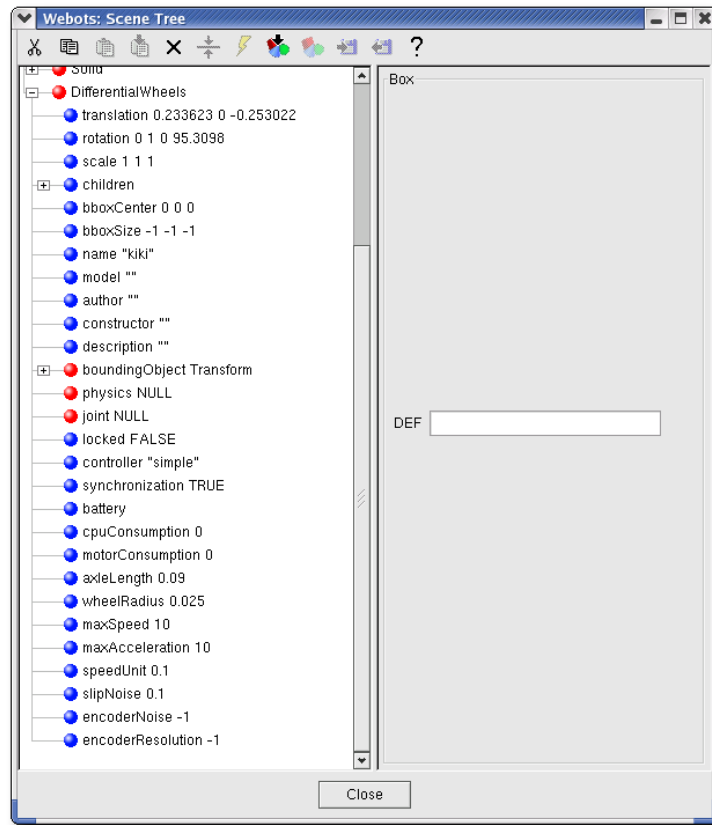 Webots: Scene Tree
?
Solid
DifferentialWheels
translation 0.233623 0 -0.253022
rotation 0 1 0 95.3098
scale 1 1 1
children
bboxCenter 0 0 0
bboxSize -1 -1 -1
name "kiki"
model ""
author ""
constructor ""
description ""
boundingObject Transform
physics NULL
joint NULL
locked FALSE
controller "simple"
synchronization TRUE
battery
cpuConsumption 0
motorConsumption 0
axleLength 0.09
wheelRadius 0.025
maxSpeed 10
maxAcceleration 10
speedUnit 0.1
slipNoise 0.1
encoderNoise -1
encoderResolution -1
Box
DEF
Close